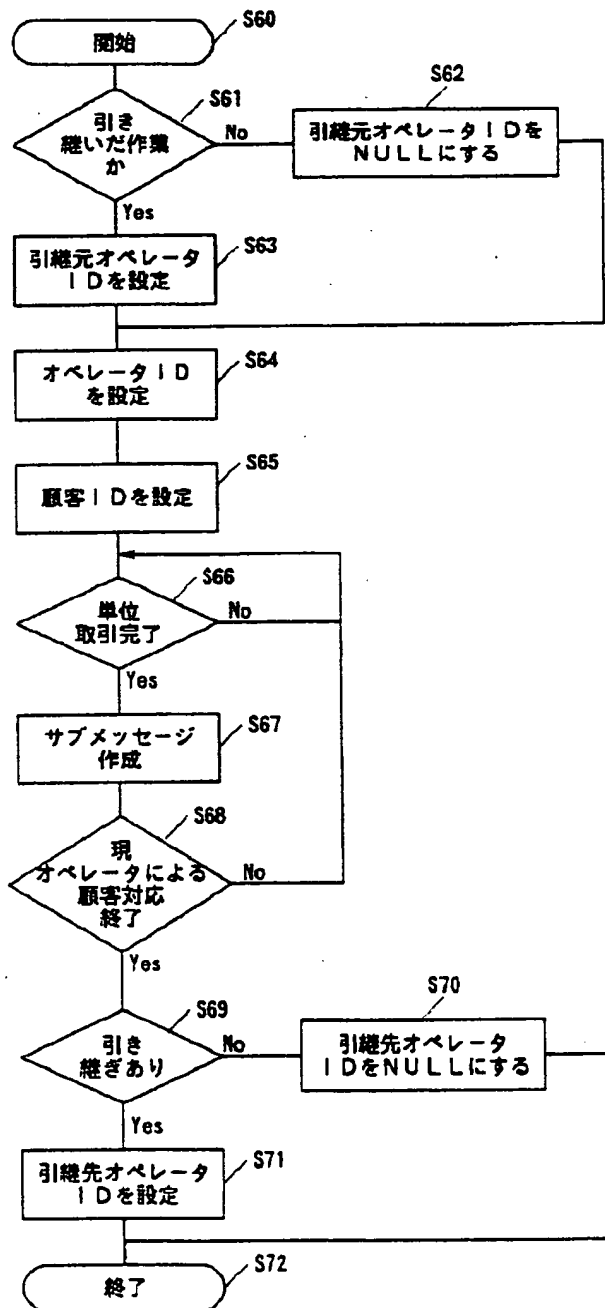 S60
開始
S61
引き
継いだ作業
か
No
S62
引継元オペレータIDを
NULLにする
Yes
S63
引継元オペレータ
IDを設定
S64
オペレータID
を設定
S65
顧客IDを設定
S66
単位
取引完了
No
Yes
S67
サブメッセージ
作成
S68
現
オペレータによる
顧客対応
終了
No
Yes
S69
引き
継ぎあり
No
S70
引継先オペレータ
IDをNULLにする
Yes
S71
引継先オペレータ
IDを設定
S72
終了